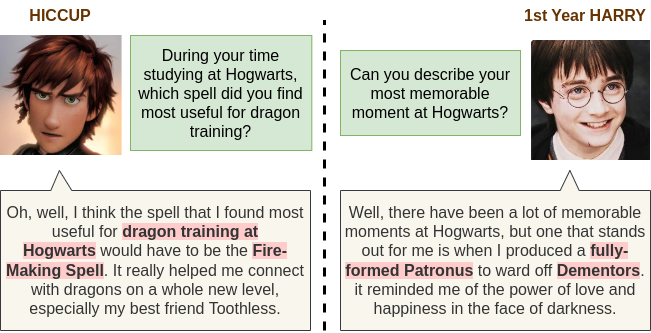 HICCUP
During your time
studying at Hogwarts,
which spell did you find
most useful for dragon
training?
Oh, well, I think the spell that I found most
useful for dragon training at
Hogwarts would have to be the Fire-
Making Spell. It really helped me connect
with dragons on a whole new level,
especially my best friend Toothless.
1st Year HARRY
Can you describe your
most memorable
moment at Hogwarts?
Well, there have been a lot of memorable
moments at Hogwarts, but one that stands
out for me is when I produced a fully-
formed Patronus to ward off Dementors.
it reminded me of the power of love and
happiness in the face of darkness.